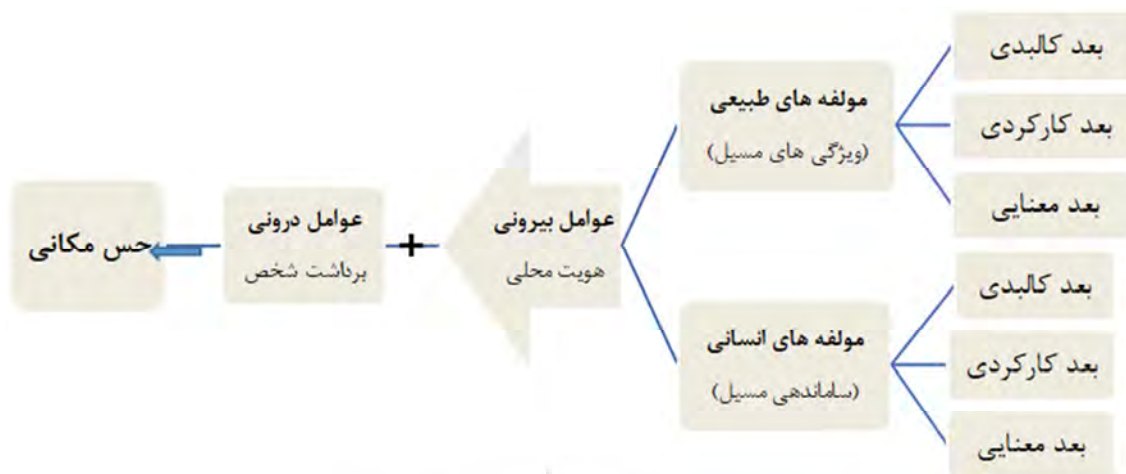 بعد کالبدی
بعد کارکردی
بعد معنایی
مولفه های طبیعی
(ویژگی های مسیل)
بعد کالبدی
بعد کارکردی
بعد معنایی
مولفه های انسانی
(ساماندهی مسیل)
عوامل بیرونی
هویت محلی
+
عوامل درونی
برداشت شخص
حس مکانی